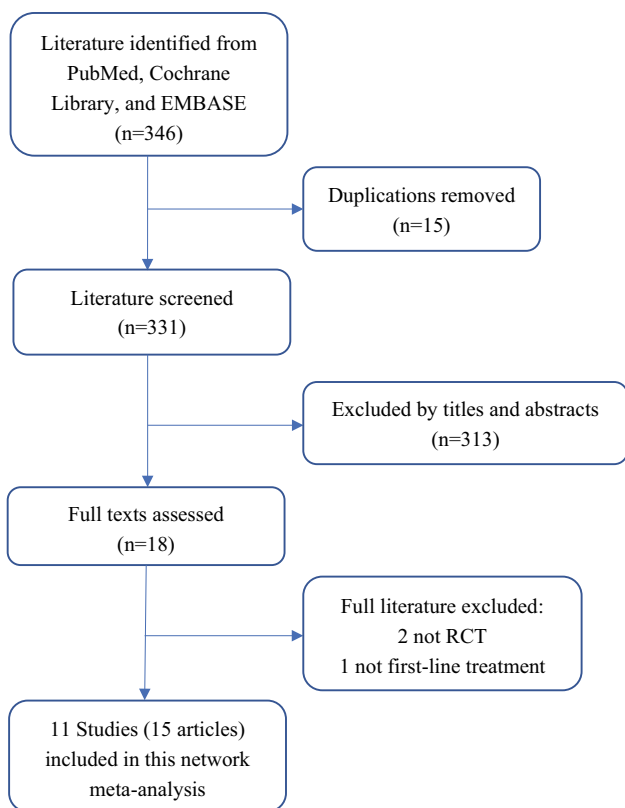 Literature identified from
PubMed, Cochrane
Library, and EMBASE
(n=346)
Duplications removed
(n=15)
Literature screened
(n=331)
Excluded by titles and abstracts
(n=313)
Full texts assessed
(n=18)
Full literature excluded:
2 not RCT
1 not first-line treatment
11 Studies (15 articles)
included in this network
meta-analysis